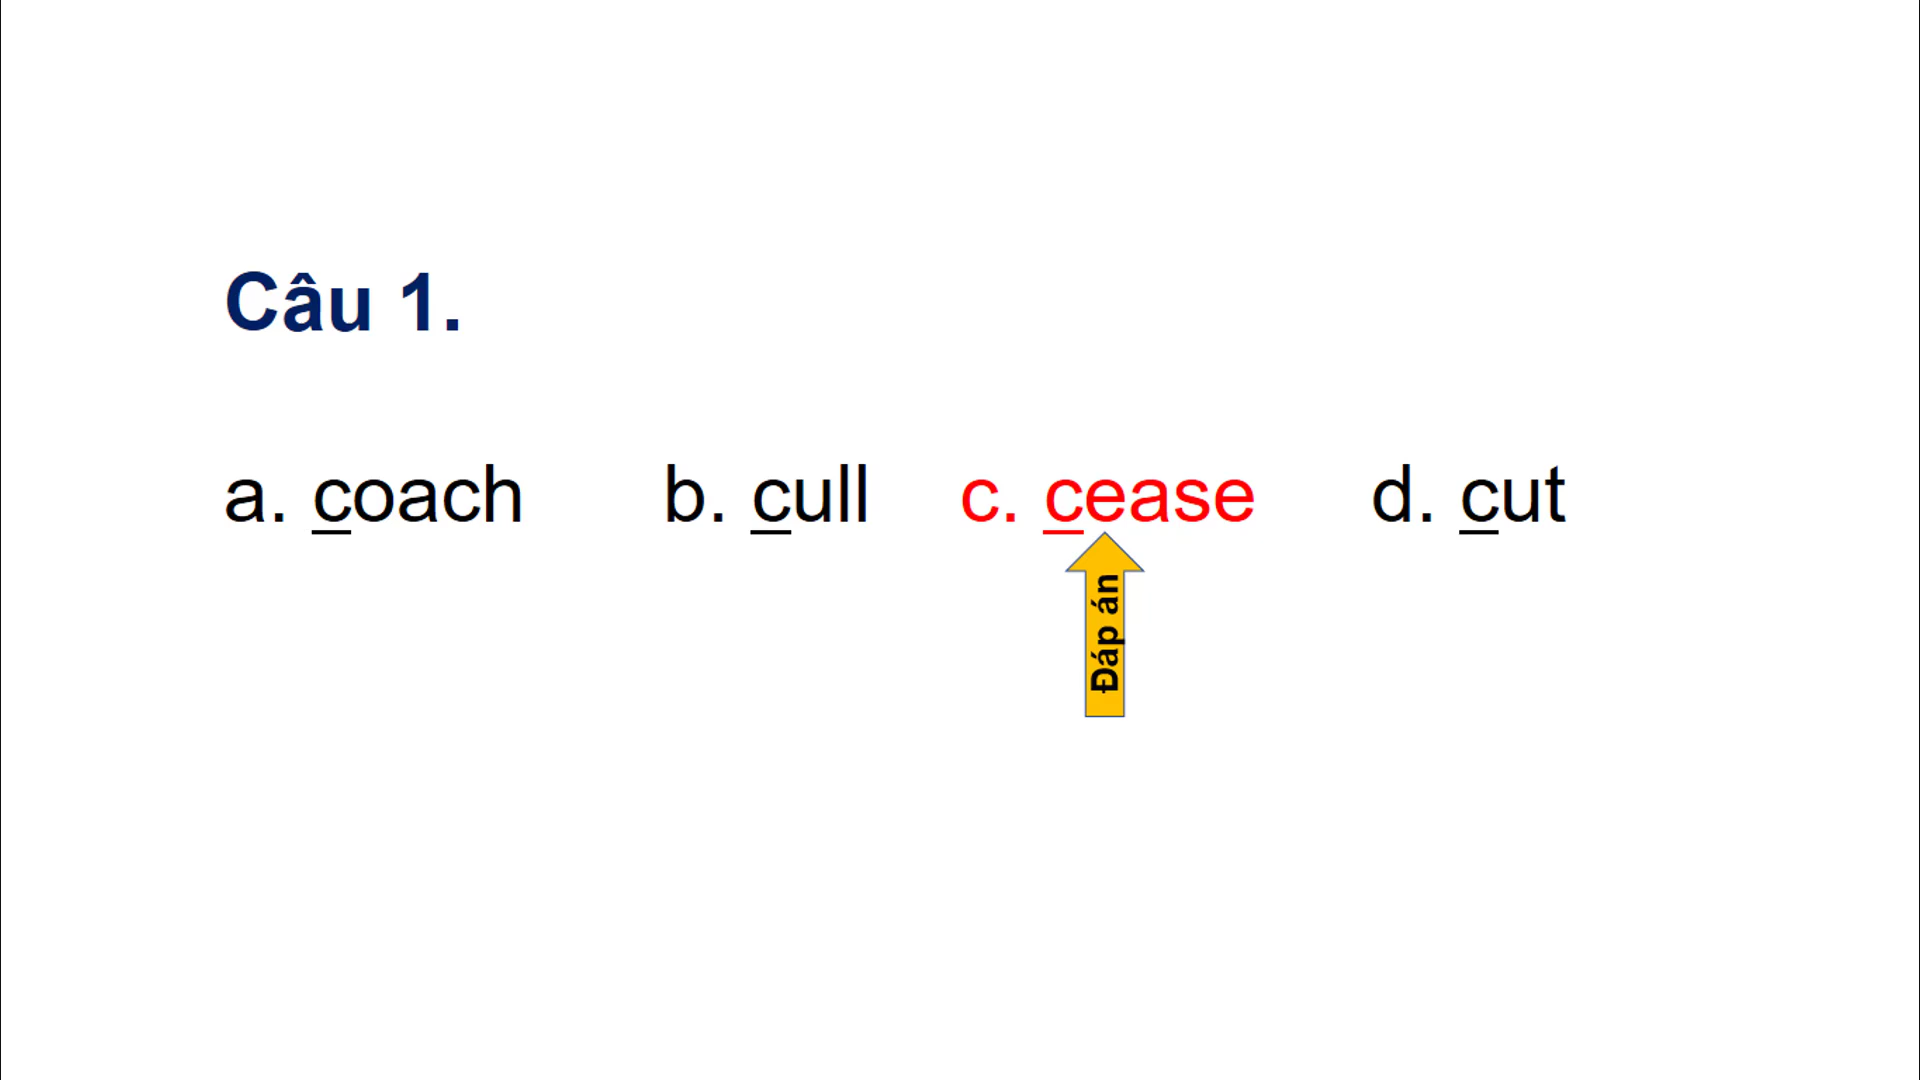 Câu 1.
a. coach b. cull c. cease d. cut
Đáp án